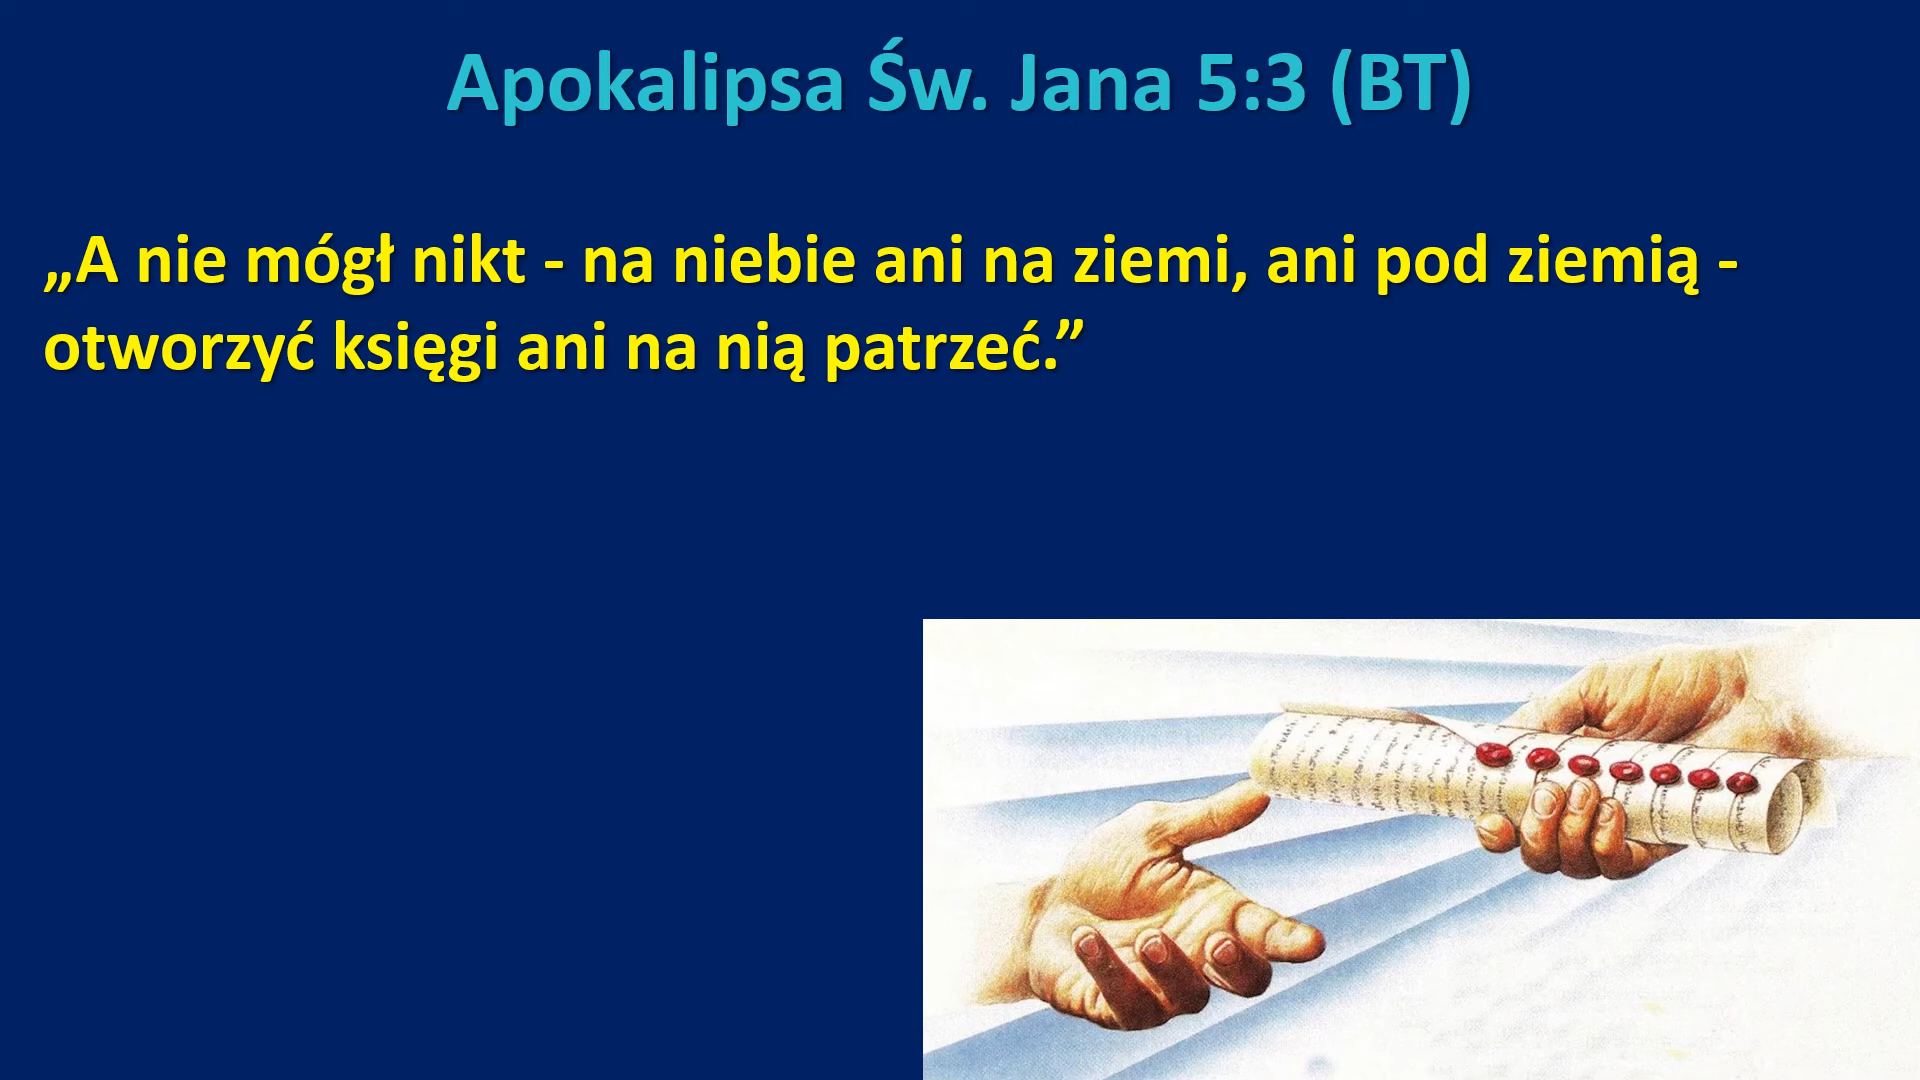 Apokalipsa Św. Jana 5:3 (BT)
„A nie mógł nikt - na niebie ani na ziemi, ani pod ziemią -
otworzyć księgi ani na nią patrzeć.”